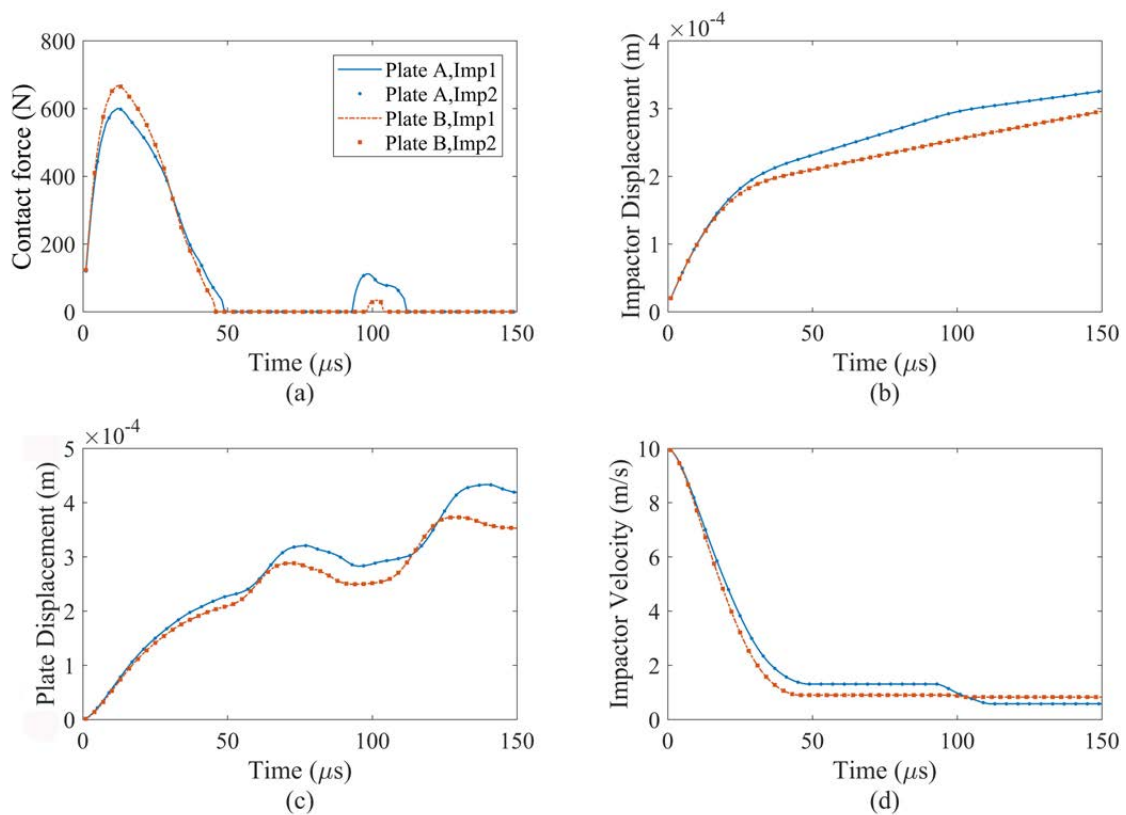 800
600
400
200
0
Contact force (N)
Plate A,Imp1
Plate A,Imp2
Plate B,Imp1
Plate B,Imp2
0 50 100 150
Time (μs)
(a)
×10⁻⁴
4
3
2
1
0
Impactor Displacement (m)
0 50 100 150
Time (μs)
(b)
×10⁻⁴
5
4
3
2
1
0
Plate Displacement (m)
0 50 100 150
Time (μs)
(c)
10
8
6
4
2
0
Impactor Velocity (m/s)
0 50 100 150
Time (μs)
(d)